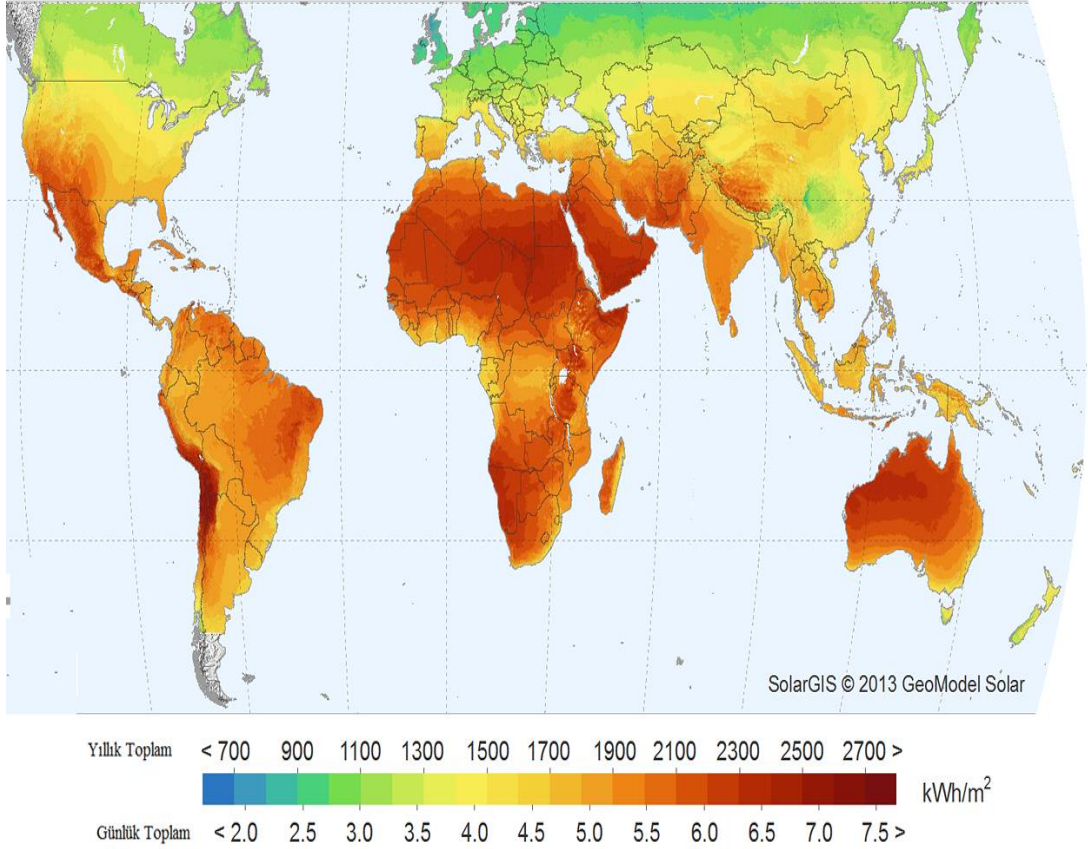 SolarGIS © 2013 GeoModel Solar
Yıllık Toplam < 700 900 1100 1300 1500 1700 1900 2100 2300 2500 2700 >
kWh/m²
Günlük Toplam < 2.0 2.5 3.0 3.5 4.0 4.5 5.0 5.5 6.0 6.5 7.0 7.5 >